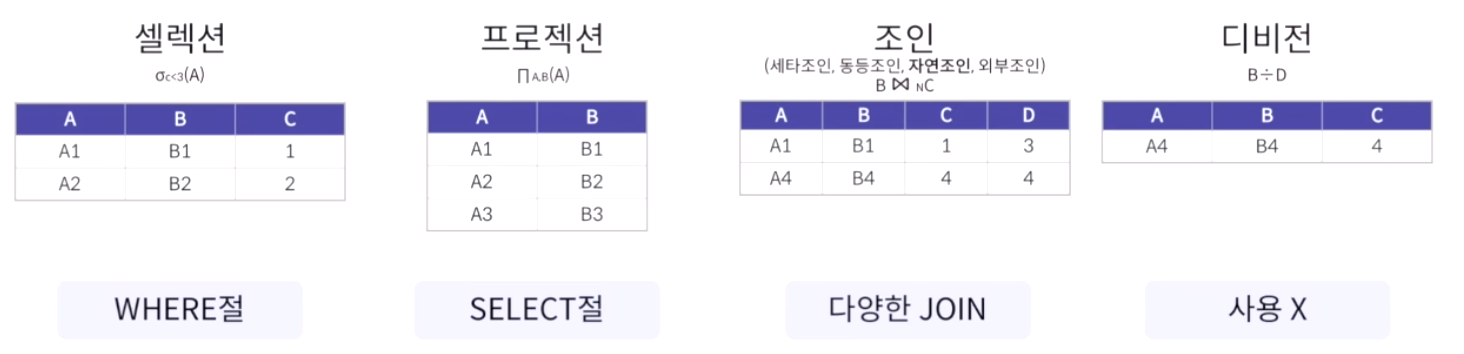 셀렉션
σC<3(A)
A B C
A1 B1 1
A2 B2 2
WHERE절
프로젝션
∏A,B(A)
A B
A1 B1
A2 B2
A3 B3
SELECT절
조인
(세타조인, 동등조인, 자연조인, 외부조인)
B ⋈ NC
A B C D
A1 B1 1 3
A4 B4 4 4
다양한 JOIN
디비전
B÷D
A B C
A4 B4 4
사용 X